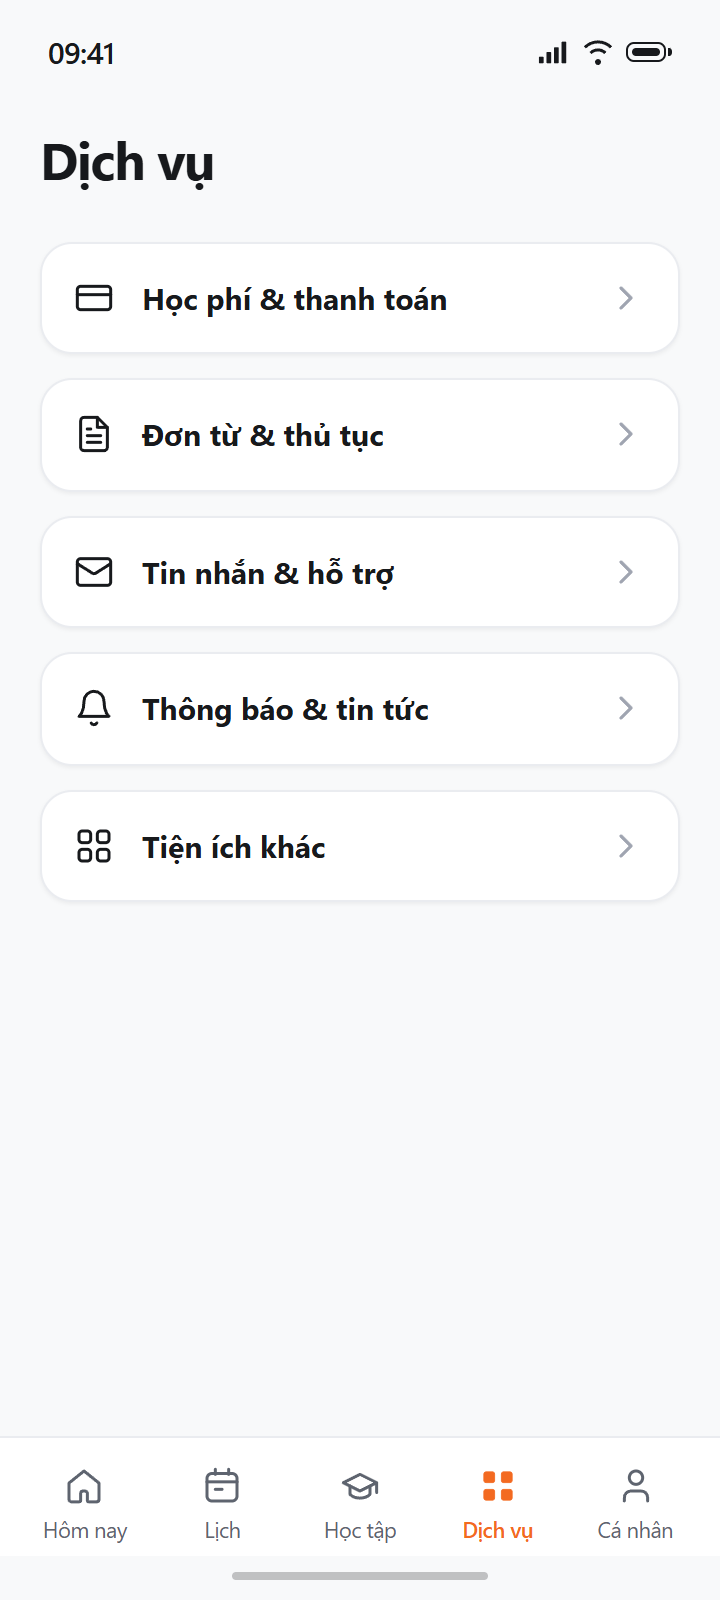 09:41
Dịch vụ
Học phí & thanh toán
Đơn từ & thủ tục
Tin nhắn & hỗ trợ
Thông báo & tin tức
Tiện ích khác
Hôm nay
Lịch
Học tập
Dịch vụ
Cá nhân